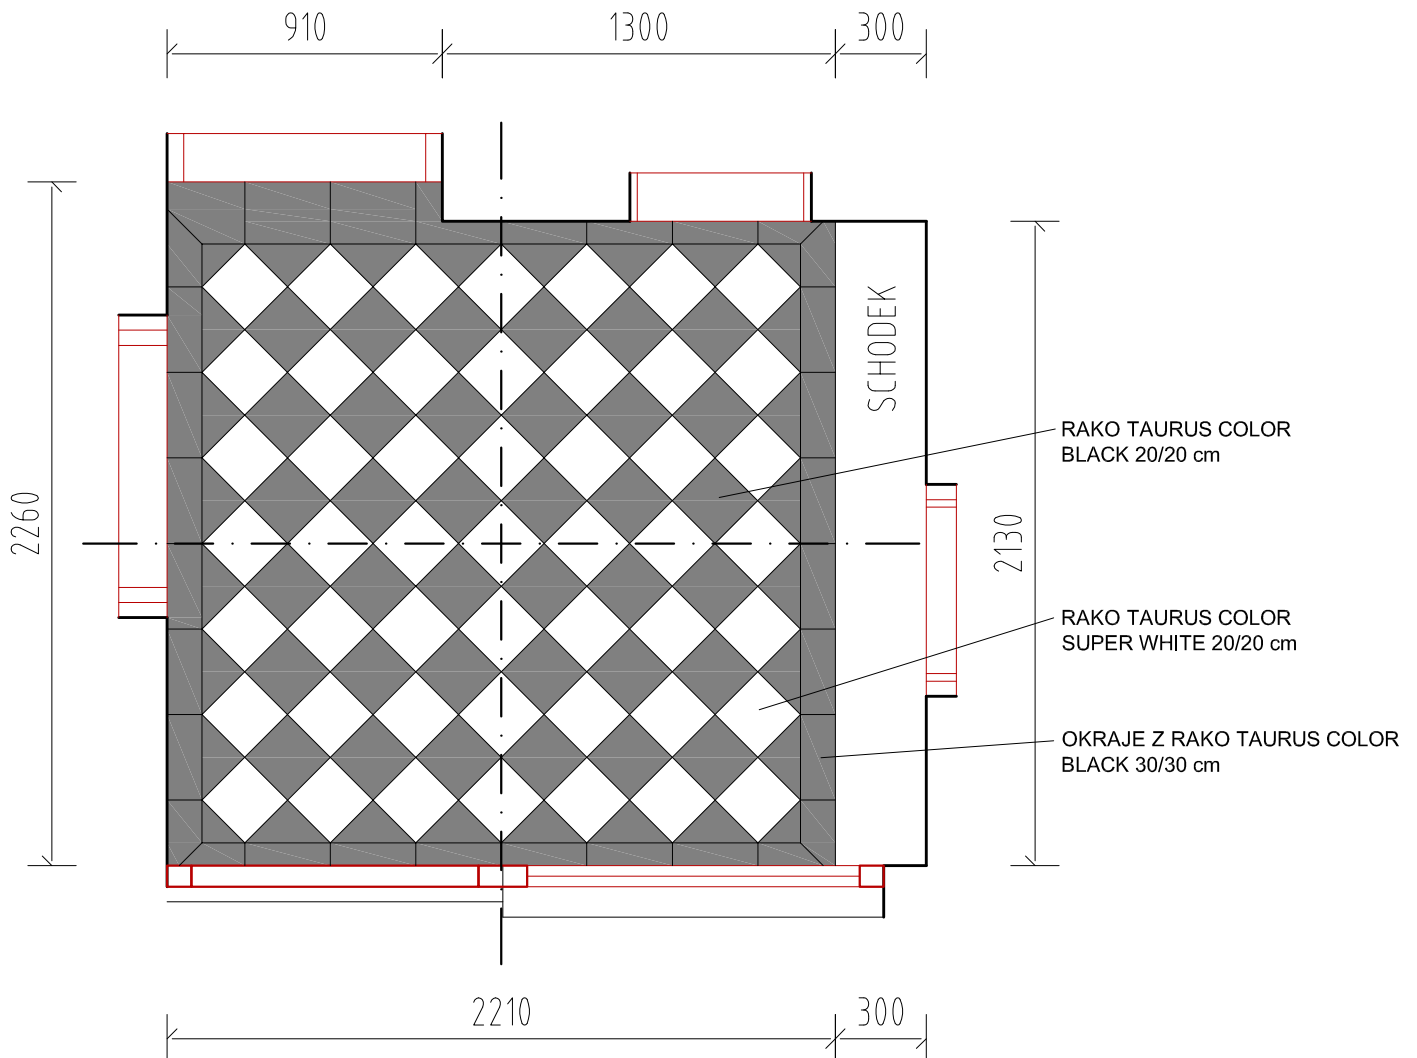 910
1300
300
SCHODEK
RAKO TAURUS COLOR
BLACK 20/20 cm
2260
2130
RAKO TAURUS COLOR
SUPER WHITE 20/20 cm
OKRAJE Z RAKO TAURUS COLOR
BLACK 30/30 cm
2210
300